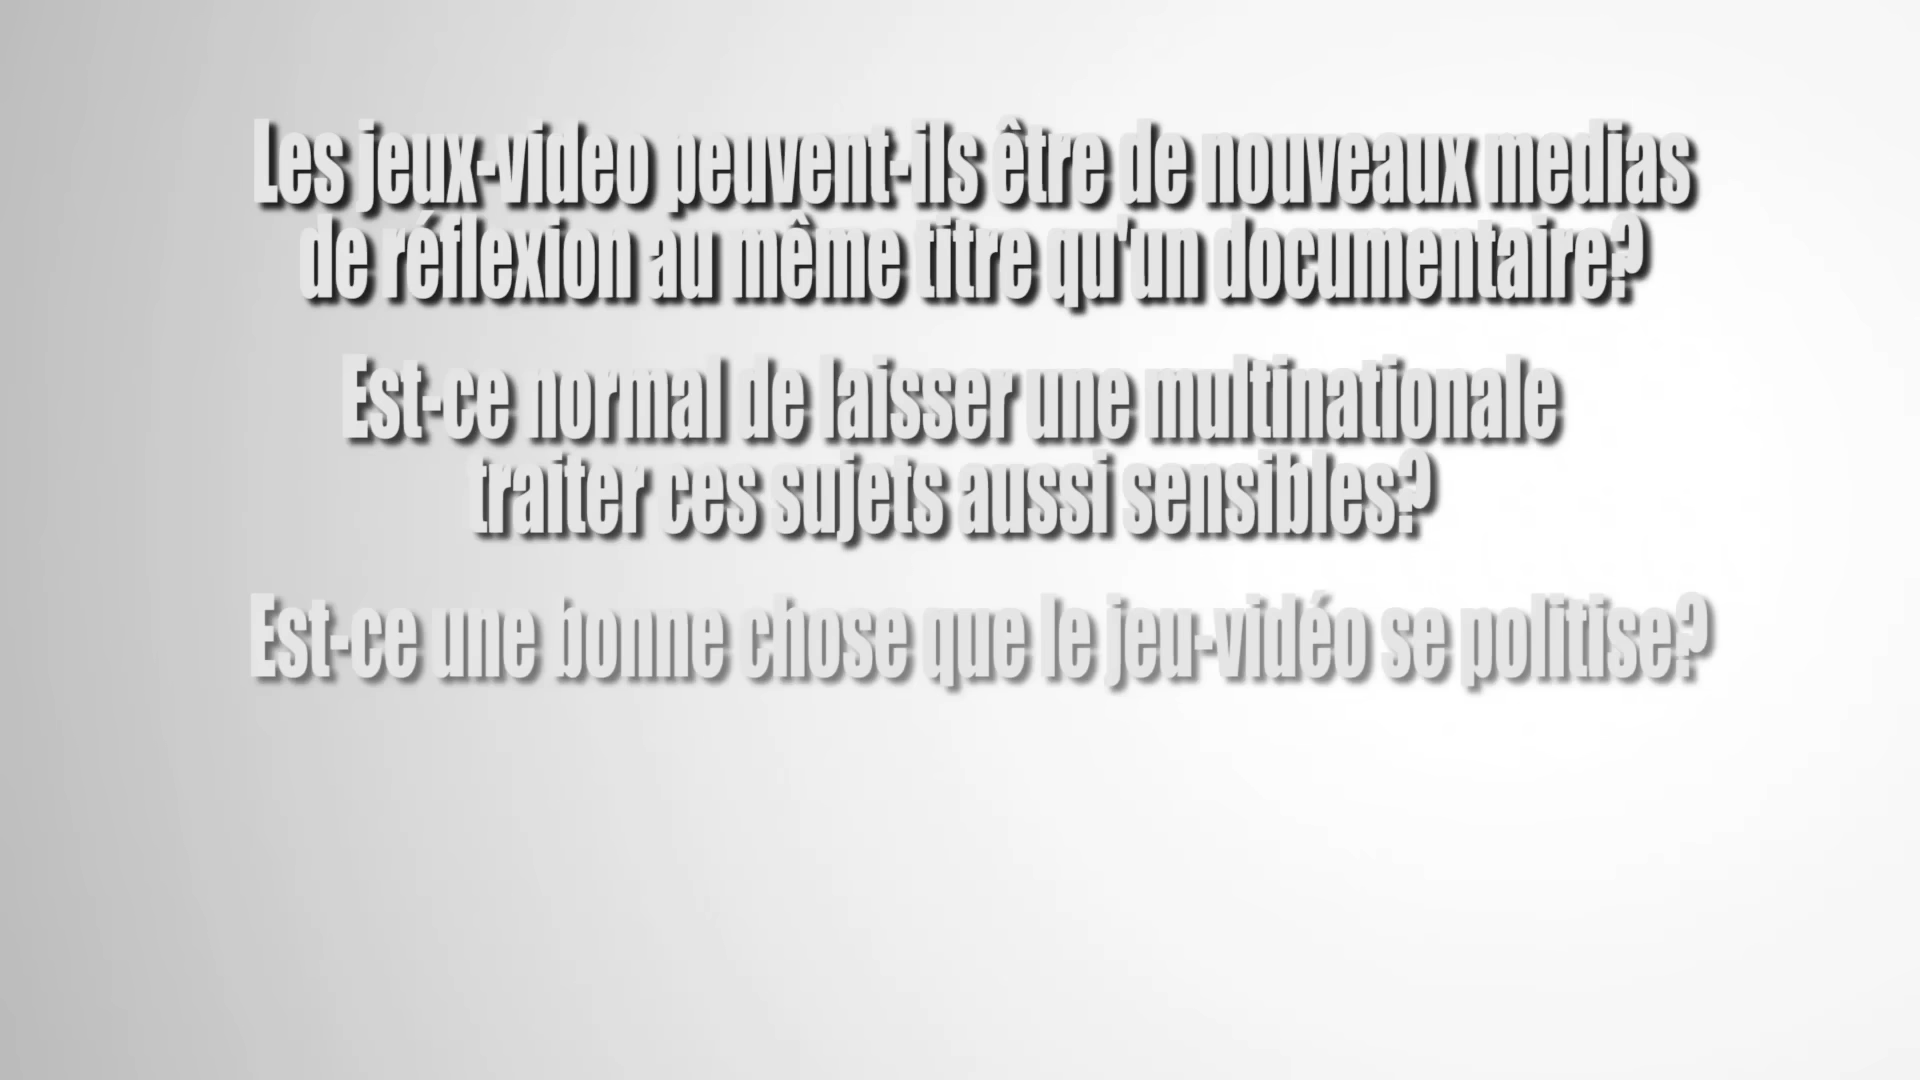 Les jeux-video peuvent-ils être de nouveaux medias
de réflexion au même titre qu'un documentaire?
Est-ce normal de laisser une multinationale
traiter ces sujets aussi sensibles?
Est-ce une bonne chose que le jeu-vidéo se politise?